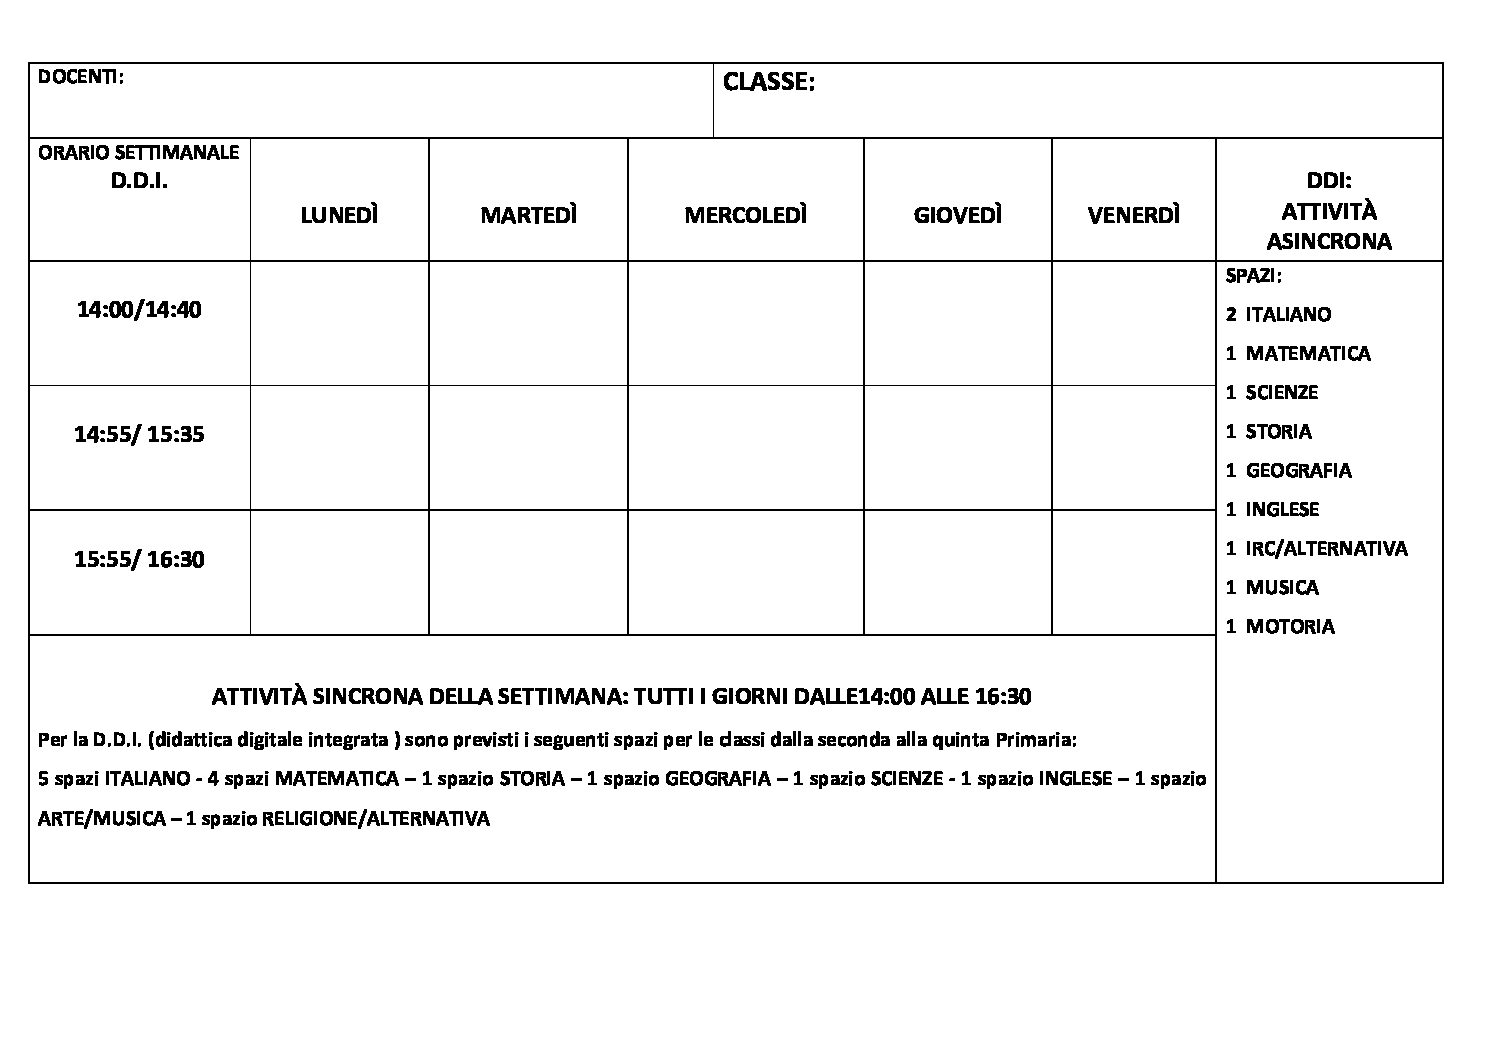 DOCENTI:
CLASSE:
ORARIO SETTIMANALE
D.D.I.
LUNEDÌ
MARTEDÌ
MERCOLEDÌ
GIOVEDÌ
VENERDÌ
DDI:
ATTIVITÀ
ASINCRONA
14:00/14:40
14:55/ 15:35
15:55/ 16:30
SPAZI:
2 ITALIANO
1 MATEMATICA
1 SCIENZE
1 STORIA
1 GEOGRAFIA
1 INGLESE
1 IRC/ALTERNATIVA
1 MUSICA
1 MOTORIA
ATTIVITÀ SINCRONA DELLA SETTIMANA: TUTTI I GIORNI DALLE14:00 ALLE 16:30
Per la D.D.I. (didattica digitale integrata ) sono previsti i seguenti spazi per le classi dalla seconda alla quinta Primaria:
5 spazi ITALIANO - 4 spazi MATEMATICA – 1 spazio STORIA – 1 spazio GEOGRAFIA – 1 spazio SCIENZE - 1 spazio INGLESE – 1 spazio
ARTE/MUSICA – 1 spazio RELIGIONE/ALTERNATIVA